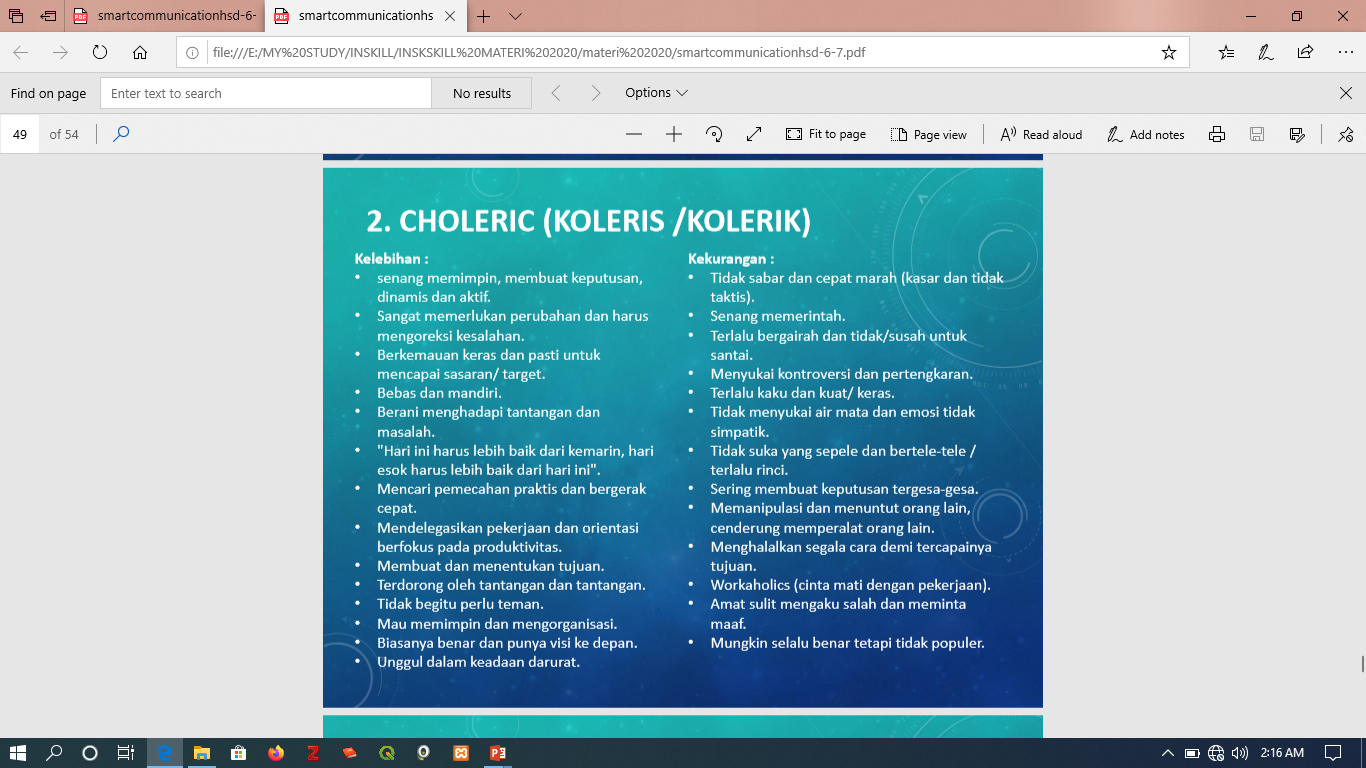 smartcommunicationhsd-6-
smartcommunicationhs
file:///E:/MY%20STUDY/INSKILL/INSKSKILL%20MATERI%202020/materi%202020/smartcommunicationhsd-6-7.pdf
Find on page
Enter text to search
No results
Options
49 of 54
Fit to page
Page view
Read aloud
Add notes
2. CHOLERIC (KOLERIS /KOLERIK)
Kelebihan :
• senang memimpin, membuat keputusan,
dinamis dan aktif.
• Sangat memerlukan perubahan dan harus
mengoreksi kesalahan.
• Berkemauan keras dan pasti untuk
mencapai sasaran/ target.
• Bebas dan mandiri.
• Berani menghadapi tantangan dan
masalah.
• "Hari ini harus lebih baik dari kemarin, hari
esok harus lebih baik dari hari ini".
• Mencari pemecahan praktis dan bergerak
cepat.
• Mendelegasikan pekerjaan dan orientasi
berfokus pada produktivitas.
• Membuat dan menentukan tujuan.
• Terdorong oleh tantangan dan tantangan.
• Tidak begitu perlu teman.
• Mau memimpin dan mengorganisasi.
• Biasanya benar dan punya visi ke depan.
• Unggul dalam keadaan darurat.
Kekurangan :
• Tidak sabar dan cepat marah (kasar dan tidak
taktis).
• Senang memerintah.
• Terlalu bergairah dan tidak/susah untuk
santai.
• Menyukai kontroversi dan pertengkaran.
• Terlalu kaku dan kuat/ keras.
• Tidak menyukai air mata dan emosi tidak
simpatik.
• Tidak suka yang sepele dan bertele-tele /
terlalu rinci.
• Sering membuat keputusan tergesa-gesa.
• Memanipulasi dan menuntut orang lain,
cenderung memperalat orang lain.
• Menghalalkan segala cara demi tercapainya
tujuan.
• Workaholics (cinta mati dengan pekerjaan).
• Amat sulit mengaku salah dan meminta
maaf.
• Mungkin selalu benar tetapi tidak populer.
2:16 AM